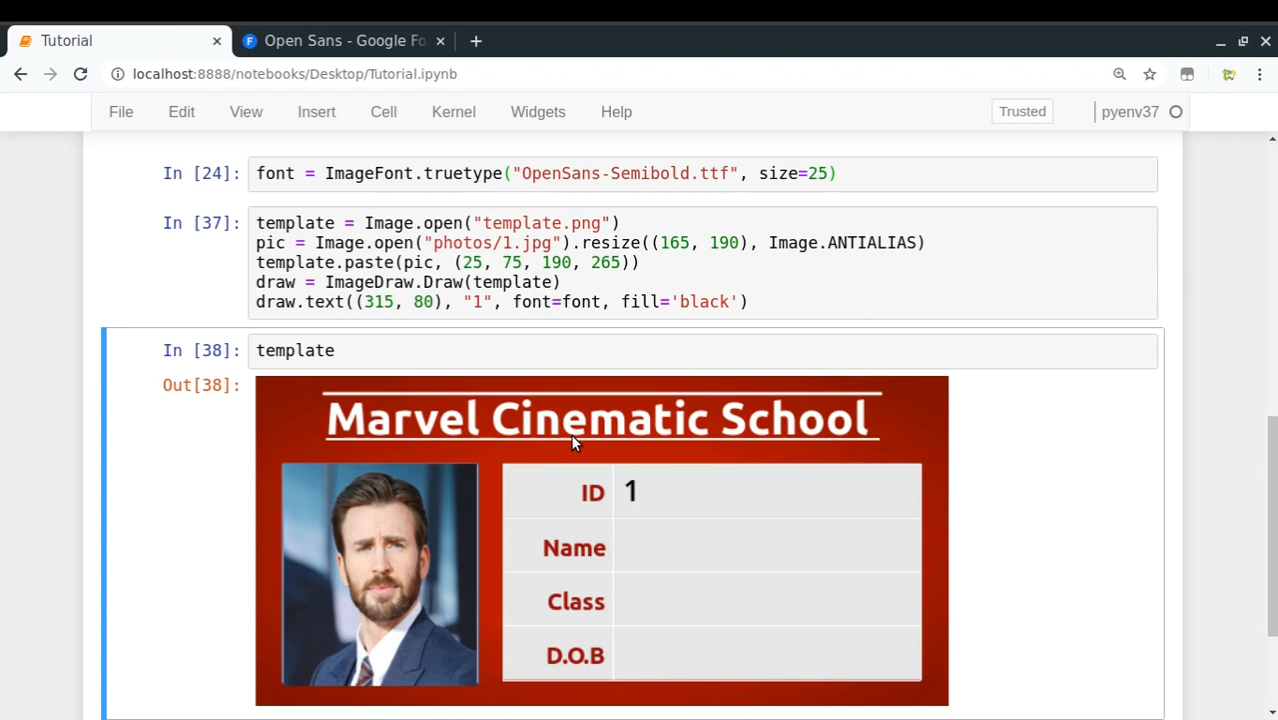 Tutorial
Open Sans - Google Fo
localhost:8888/notebooks/Desktop/Tutorial.ipynb
File Edit View Insert Cell Kernel Widgets Help Trusted pyenv37
In [24]: font = ImageFont.truetype("OpenSans-Semibold.ttf", size=25)
In [37]: template = Image.open("template.png")
pic = Image.open("photos/1.jpg").resize((165, 190), Image.ANTIALIAS)
template.paste(pic, (25, 75, 190, 265))
draw = ImageDraw.Draw(template)
draw.text((315, 80), "1", font=font, fill='black')
In [38]: template
Out[38]:
Marvel Cinematic School
ID 1
Name
Class
D.O.B